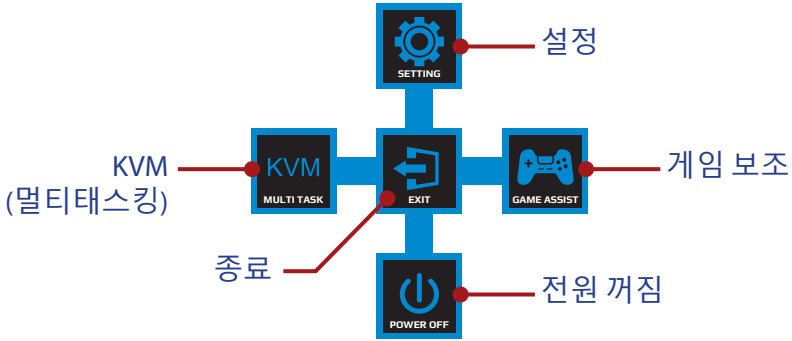 설정
SETTING
KVM
(멀티태스킹)
KVM
MULTI TASK
EXIT
GAME ASSIST
게임 보조
종료
POWER OFF
전원 꺼짐